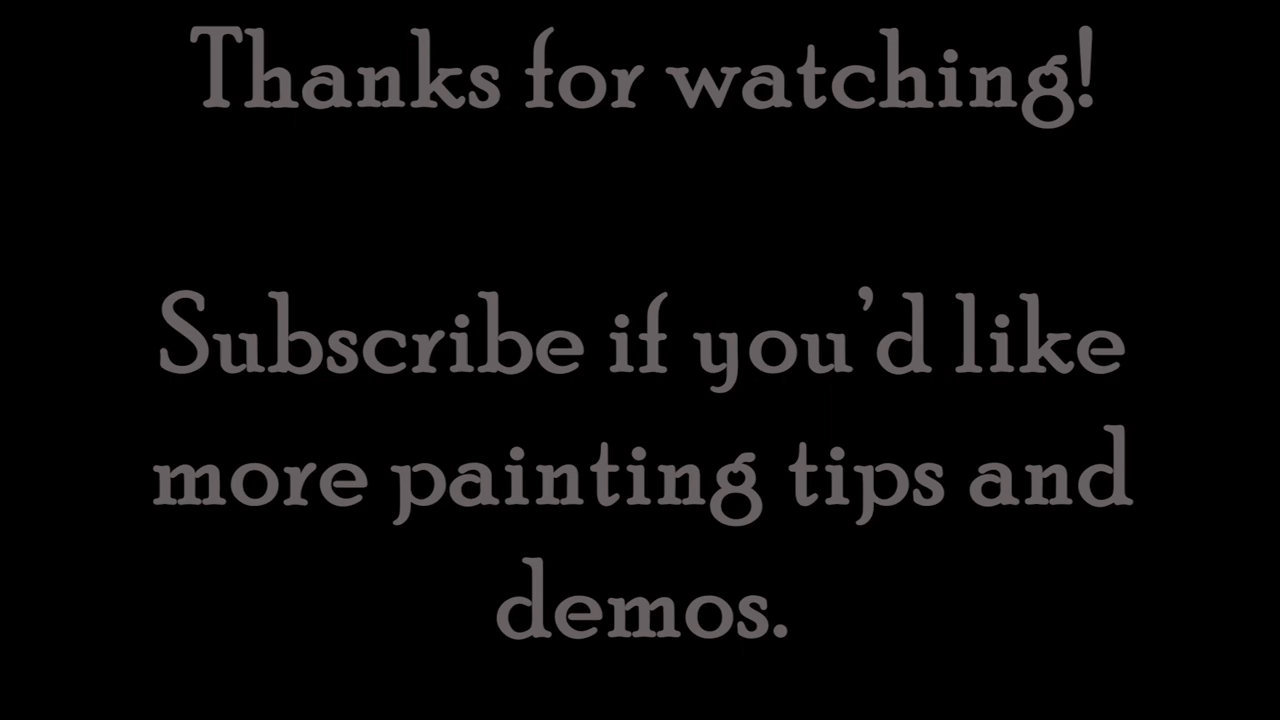 Thanks for watching!
Subscribe if you’d like
more painting tips and
demos.